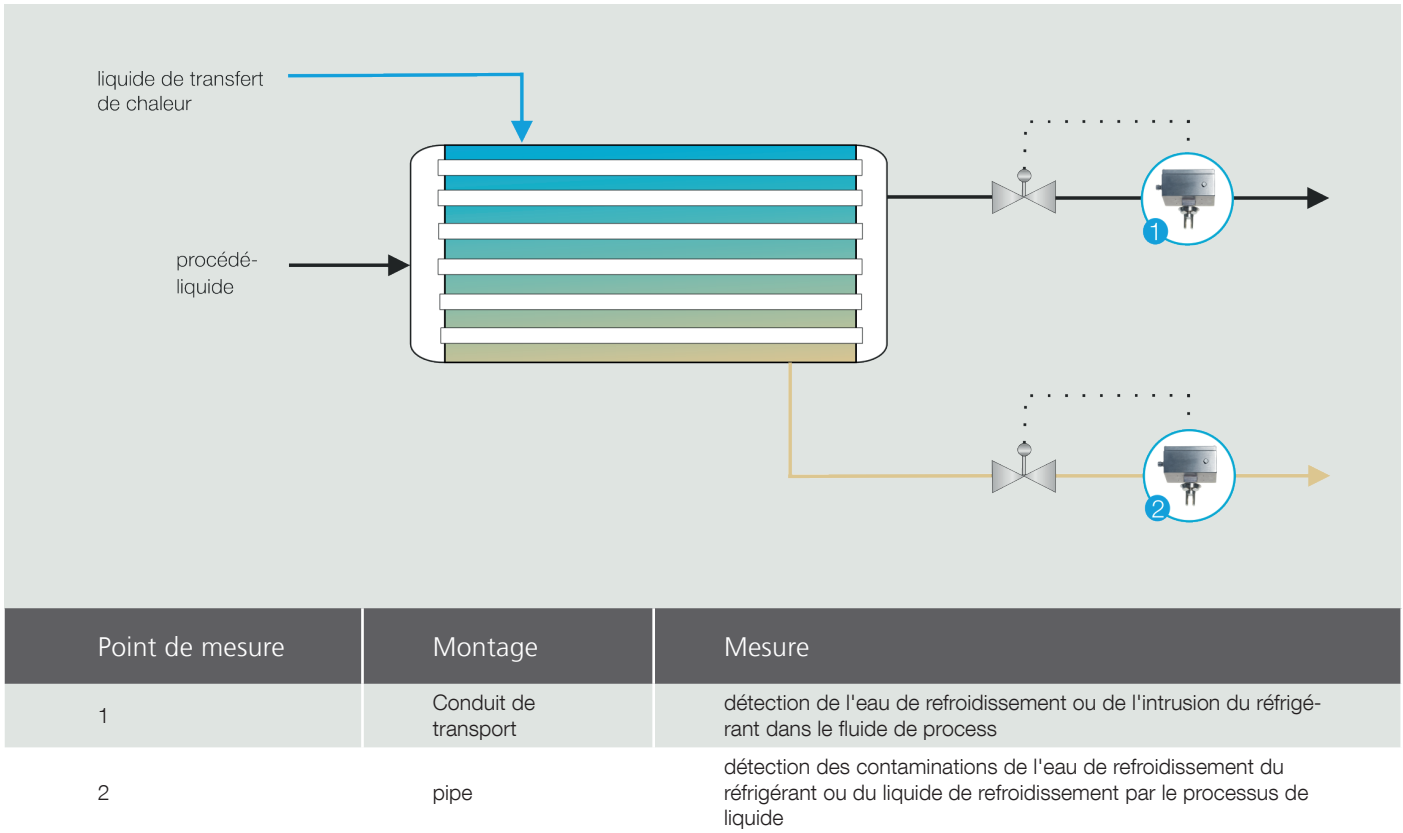 liquide de transfert
de chaleur
procédé-
liquide
1
2
Point de mesure
Montage
Mesure
1
Conduit de
transport
détection de l'eau de refroidissement ou de l'intrusion du réfrigé-
rant dans le fluide de process
2
pipe
détection des contaminations de l'eau de refroidissement du
réfrigérant ou du liquide de refroidissement par le processus de
liquide